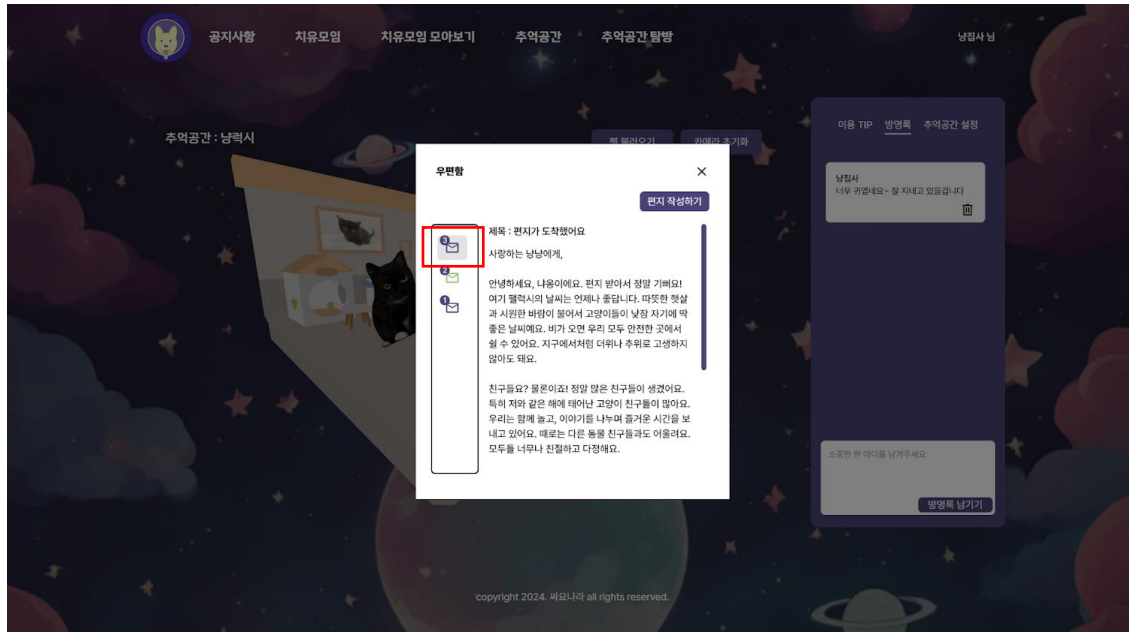 공지사항 치유모임 치유모임 모아보기 추억공간 추억공간 탐방 냥집사 님
추억공간 : 냥럭시
펫 불러오기 카메라 초기화
우편함
편지 작성하기
3
2
1
제목 : 편지가 도착했어요
사랑하는 냥냥에게,
안녕하세요, 냐옹이에요. 편지 받아서 정말 기뻐요!
여기 펠럭시의 날씨는 언제나 좋답니다. 따뜻한 햇살
과 시원한 바람이 불어서 고양이들이 낮잠 자기에 딱
좋은 날씨예요. 비가 오면 우리 모두 안전한 곳에서
쉴 수 있어요. 지구에서처럼 더위나 추위로 고생하지
않아도 돼요.
친구들요? 물론이죠! 정말 많은 친구들이 생겼어요.
특히 저와 같은 해에 태어난 고양이 친구들이 많아요.
우리는 함께 놀고, 이야기를 나누며 즐거운 시간을 보
내고 있어요. 때로는 다른 동물 친구들과도 어울려요.
모두들 너무나 친절하고 다정해요.
이용 TIP 방명록 추억공간 설정
냥집사
너무 귀엽네요~ 잘 지내고 있을겁니다
소중한 한 마디를 남겨주세요
방명록 남기기
copyright 2024. 싸요나라 all rights reserved.